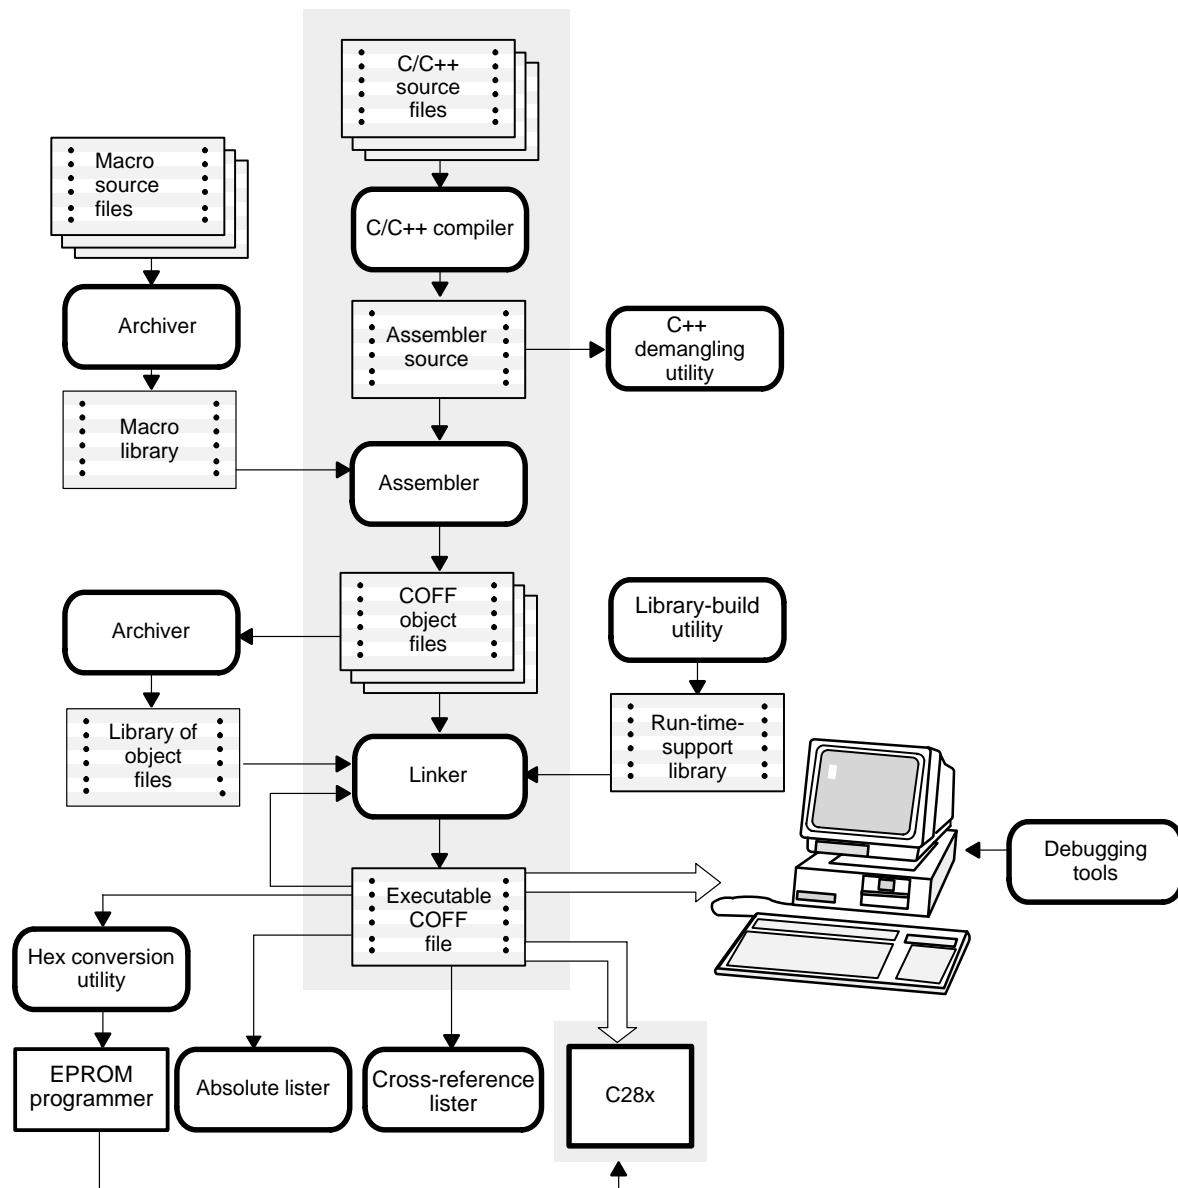 C/C++
source
files
Macro
source
files
C/C++ compiler
Archiver
Assembler
source
C++
demangling
utility
Macro
library
Assembler
COFF
object
files
Library-build
utility
Archiver
Library of
object
files
Run-time-
support
library
Linker
Debugging
tools
Executable
COFF
file
Hex conversion
utility
EPROM
programmer
Absolute lister
Cross-reference
lister
C28x